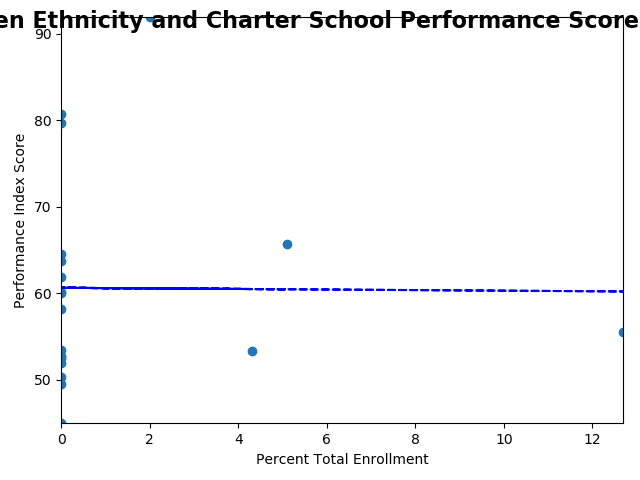 en Ethnicity and Charter School Performance Score
90
80
70
60
50
Performance Index Score
0 2 4 6 8 10 12
Percent Total Enrollment